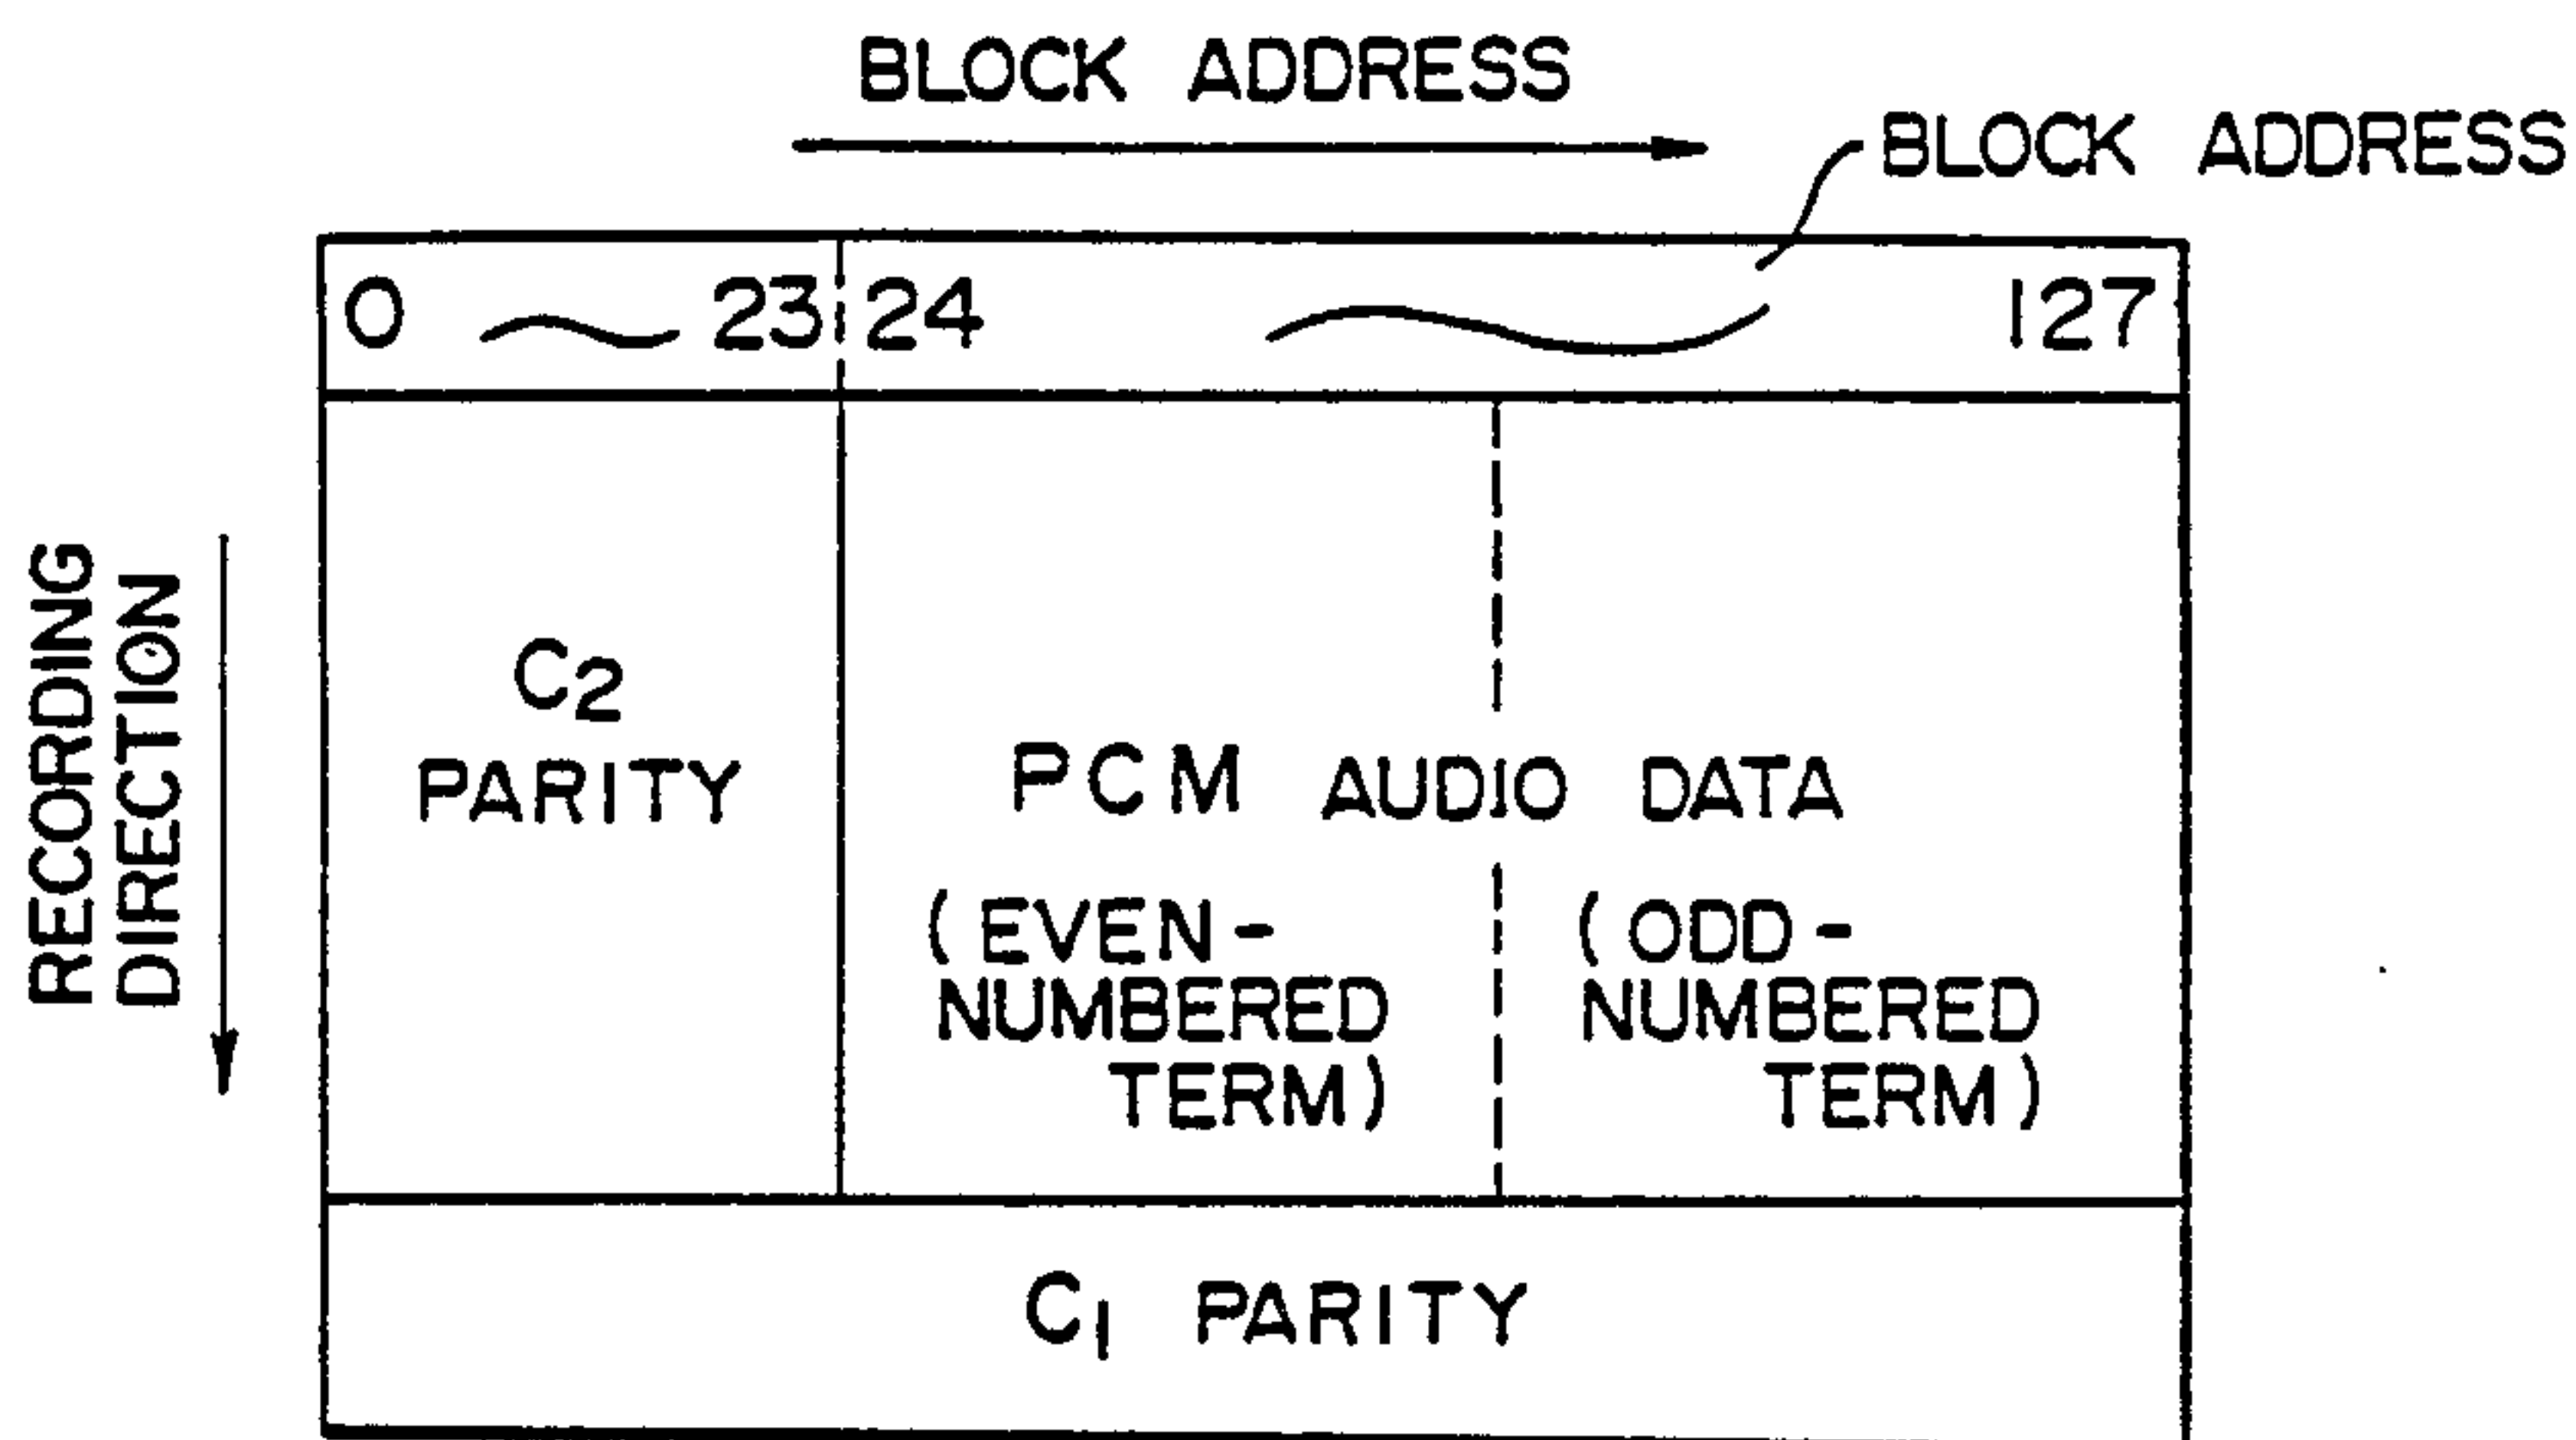 BLOCK ADDRESS
BLOCK ADDRESS
0 ~ 23 24 ~ 127
RECORDING
DIRECTION
C2
PARITY
PCM AUDIO DATA
(EVEN-
NUMBERED
TERM)
(ODD-
NUMBERED
TERM)
C1 PARITY